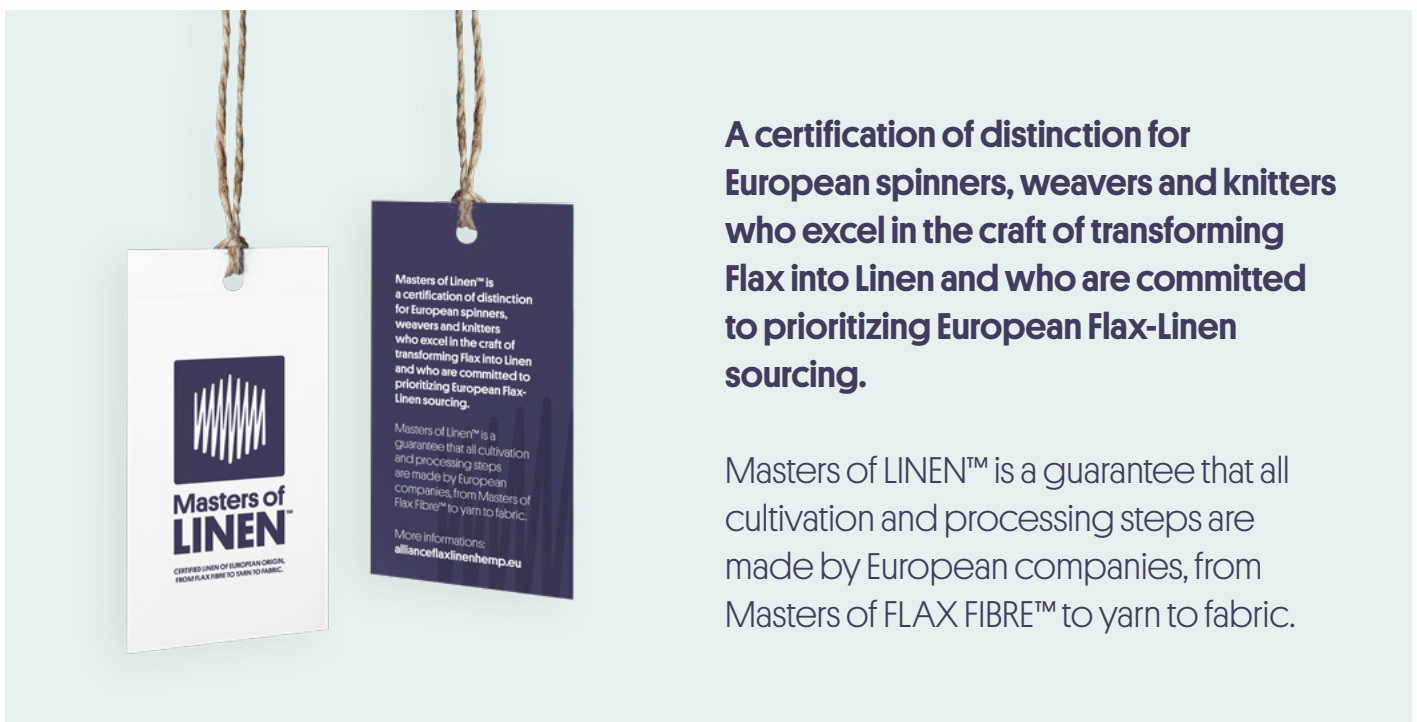 Masters of
LINEN™
CERTIFIED LINEN OF EUROPEAN ORIGIN,
FROM FLAX FIBRE TO YARN TO FABRIC.
Masters of Linen™ is
a certification of distinction
for European spinners,
weavers and knitters
who excel in the craft of
transforming Flax into Linen
and who are committed to
prioritizing European Flax-
Linen sourcing.
Masters of Linen™ is a
guarantee that all cultivation
and processing steps
are made by European
companies, from Masters of
Flax Fibre™ to yarn to fabric.
More informations:
allianceflaxlinenhemp.eu
A certification of distinction for
European spinners, weavers and knitters
who excel in the craft of transforming
Flax into Linen and who are committed
to prioritizing European Flax-Linen
sourcing.
Masters of LINEN™ is a guarantee that all
cultivation and processing steps are
made by European companies, from
Masters of FLAX FIBRE™ to yarn to fabric.